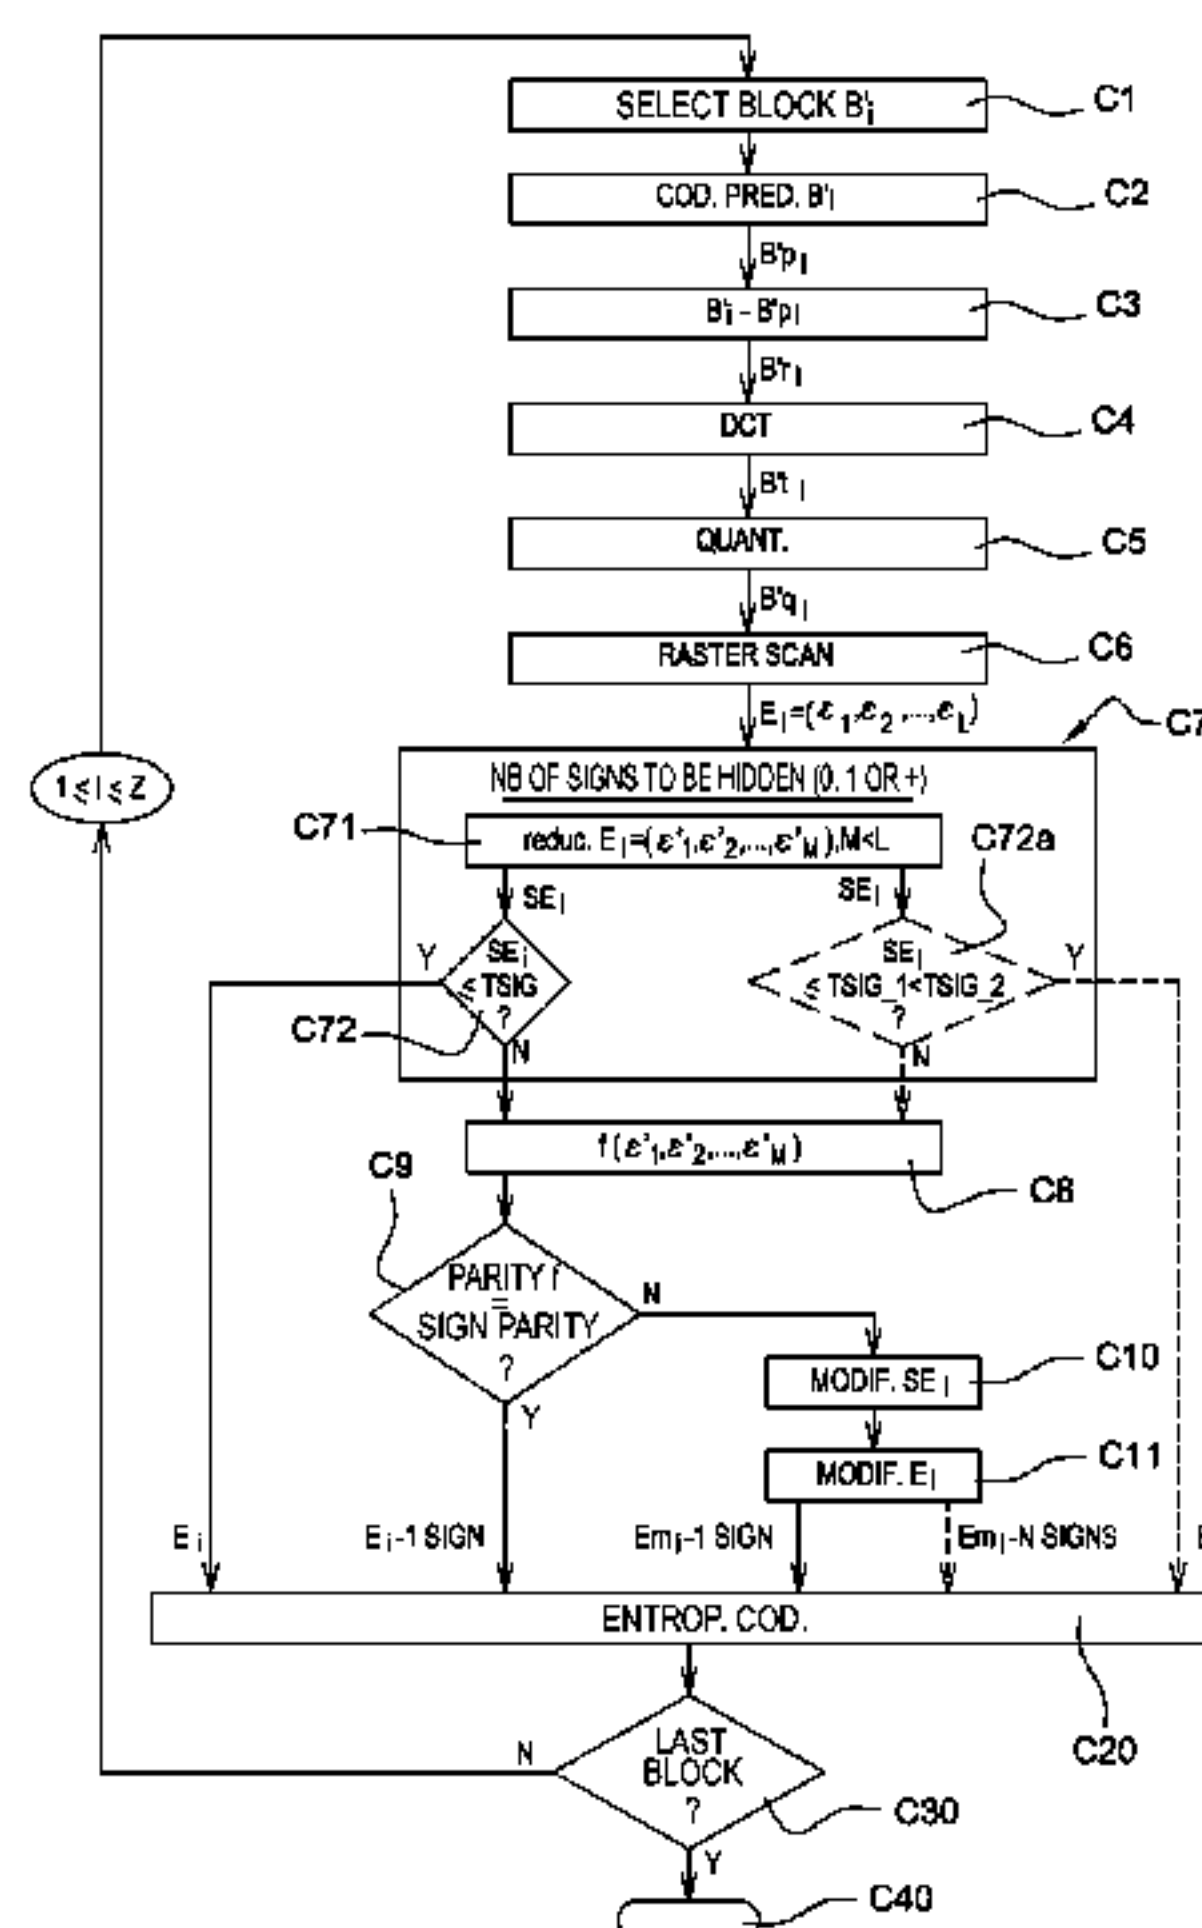 SELECT BLOCK B'i
C1
COD. PRED. B'i
C2
B'pi
B'i – B'pi
C3
B'ri
DCT
C4
B't i
QUANT.
C5
B'q i
RASTER SCAN
C6
Ei=(ε1,ε2,...,εL)
C7
1 ≤ i ≤ Z
NB OF SIGNS TO BE HIDDEN (0, 1 OR +)
C71
reduc. Ei=(ε'1,ε'2,...,ε'M),M<L
C72a
SEi
SEi
Y
SEi
≤ TSIG
?
SEi
≤ TSIG_1<TSIG_2
?
Y
C72
N
N
f(ε'1,ε'2,...,ε'M)
C8
C9
PARITY f
=
SIGN PARITY
?
N
Y
MODIF. SEi
C10
MODIF. Ei
C11
Ei
Ei-1 SIGN
Emi-1 SIGN
Emi-N SIGNS
ENTROP. COD.
C20
LAST
BLOCK
?
N
C30
Y
C40